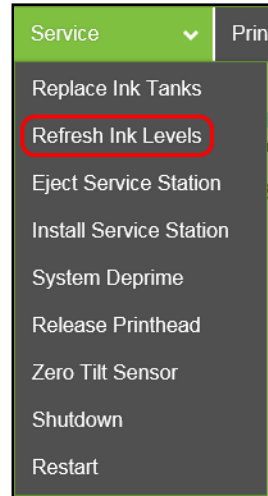 Service
Prin
Replace Ink Tanks
Refresh Ink Levels
Eject Service Station
Install Service Station
System Deprime
Release Printhead
Zero Tilt Sensor
Shutdown
Restart